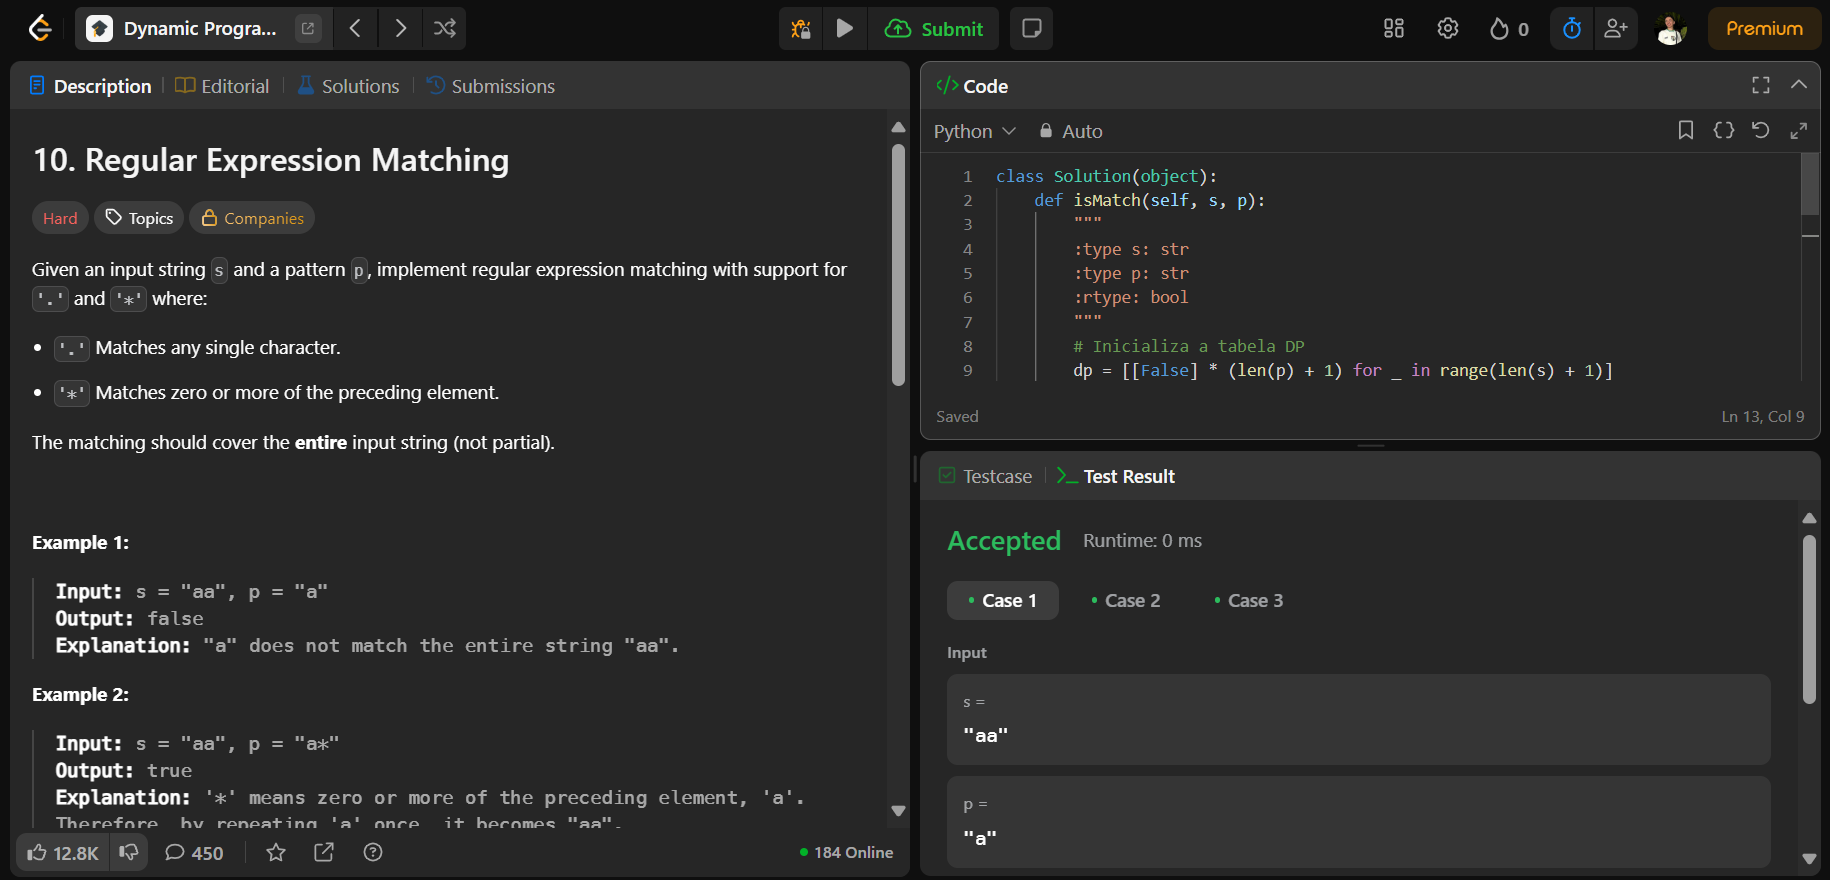 Dynamic Progra...
Submit
0
Premium
Description
Editorial
Solutions
Submissions
10. Regular Expression Matching
Hard
Topics
Companies
Given an input string s and a pattern p, implement regular expression matching with support for
'.' and '*' where:
• '.' Matches any single character.
• '*' Matches zero or more of the preceding element.
The matching should cover the entire input string (not partial).
Example 1:
Input: s = "aa", p = "a"
Output: false
Explanation: "a" does not match the entire string "aa".
Example 2:
Input: s = "aa", p = "a*"
Output: true
Explanation: '*' means zero or more of the preceding element, 'a'.
Therefore, by repeating 'a' once, it becomes "aa".
12.8K
450
184 Online
</> Code
Python
Auto
1 class Solution(object):
2 def isMatch(self, s, p):
3 """
4 :type s: str
5 :type p: str
6 :rtype: bool
7 """
8 # Inicializa a tabela DP
9 dp = [[False] * (len(p) + 1) for _ in range(len(s) + 1)]
Saved
Ln 13, Col 9
Testcase
Test Result
Accepted
Runtime: 0 ms
• Case 1
• Case 2
• Case 3
Input
s =
"aa"
p =
"a"